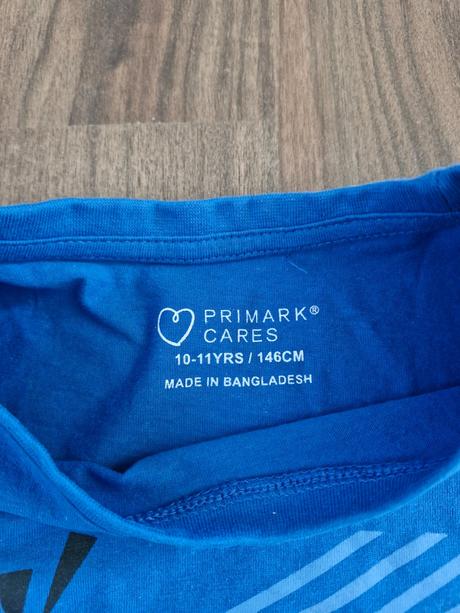 PRIMARK®
CARES
10-11YRS / 146CM
MADE IN BANGLADESH